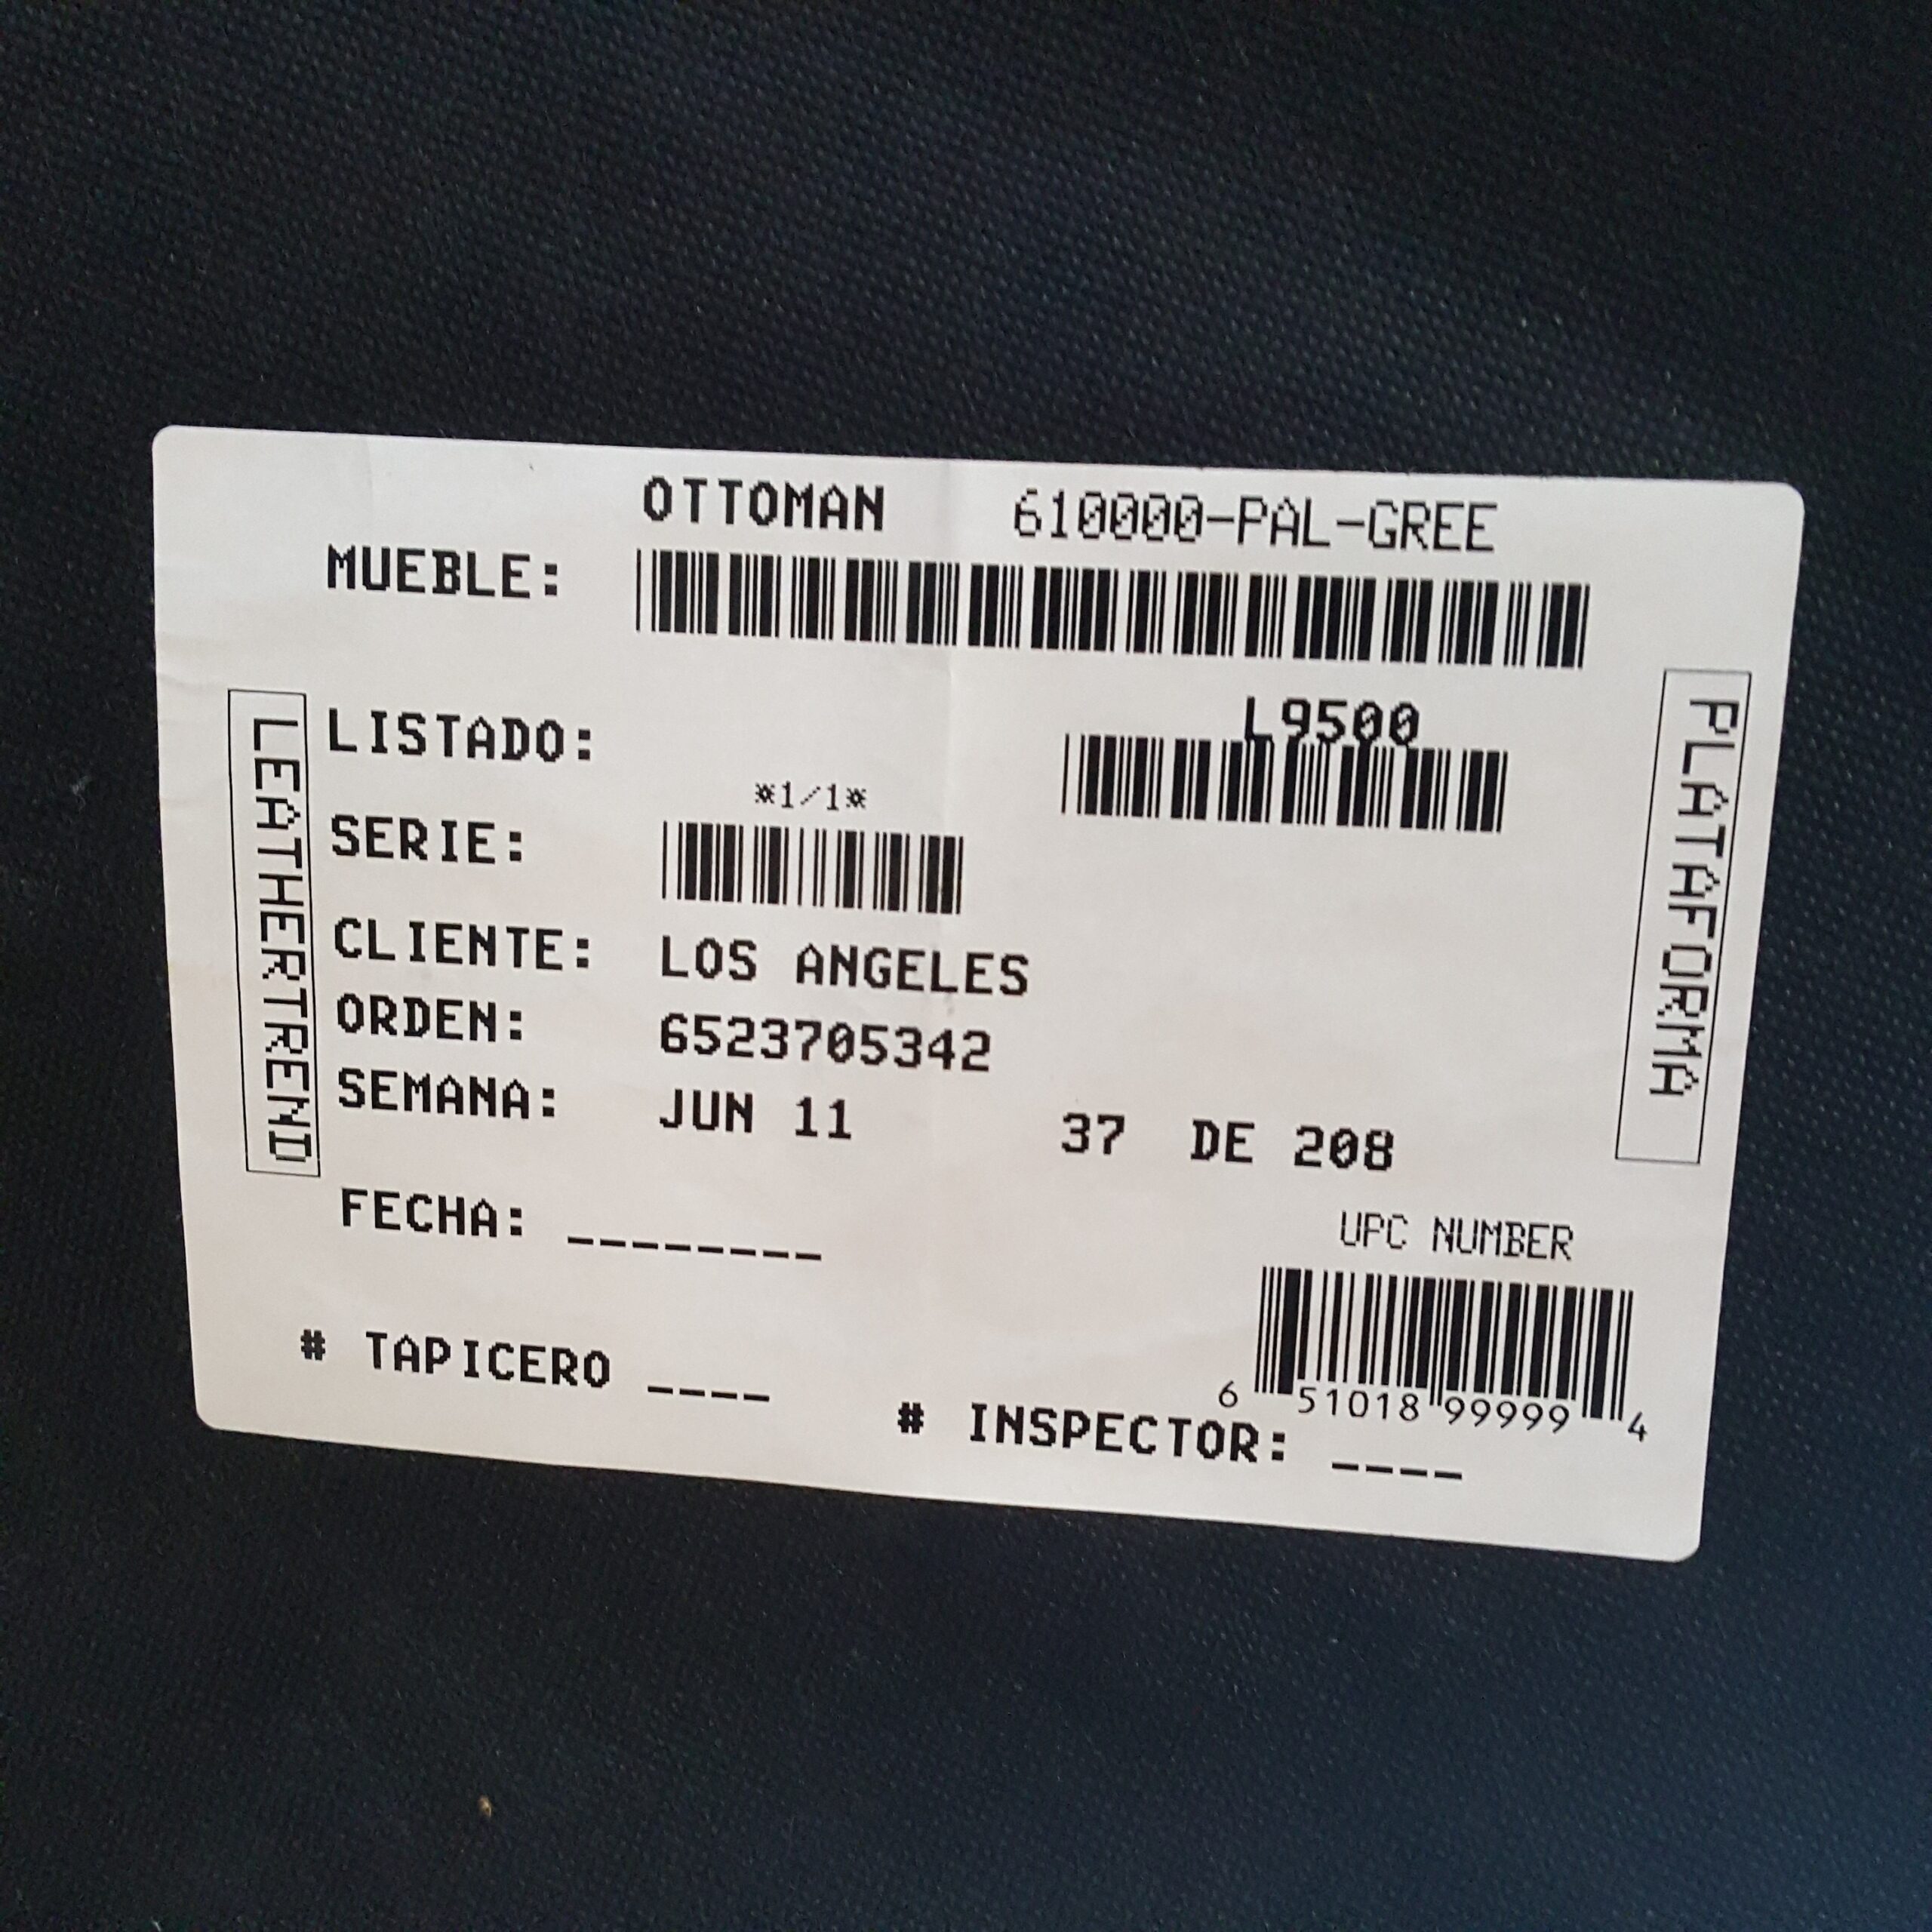 OTTOMAN 610000-PAL-GREE
MUEBLE:
LISTADO: L9500
*1/1*
SERIE:
CLIENTE: LOS ANGELES
ORDEN: 6523705342
SEMANA: JUN 11 37 DE 208
FECHA: ________
UPC NUMBER
6 51018 99999 4
# TAPICERO ____
# INSPECTOR: ____
LEATHERTREND
PLATAFORMA